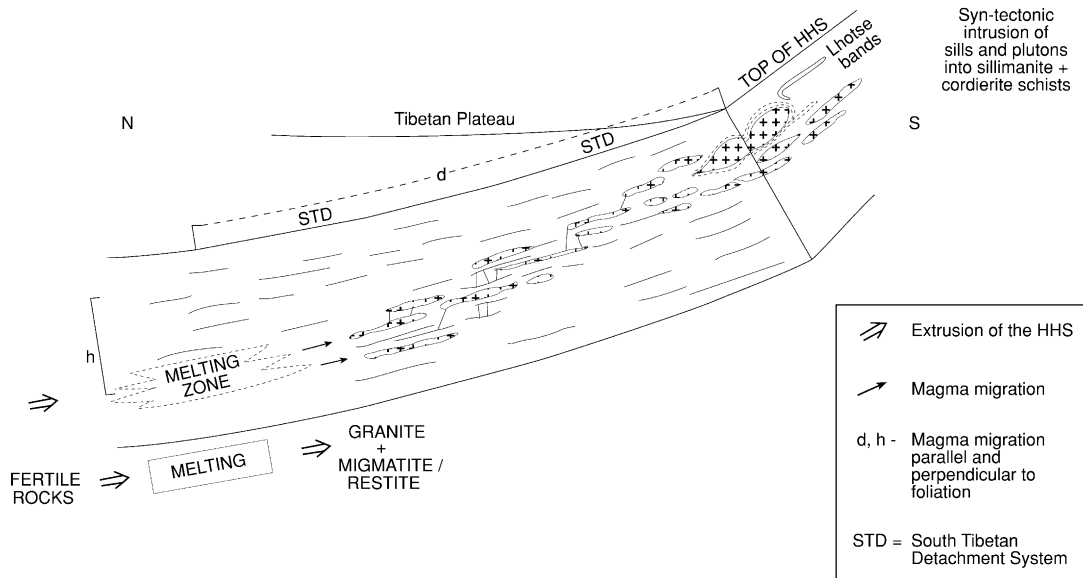 Syn-tectonic
intrusion of
sills and plutons
into sillimanite +
cordierite schists
TOP OF HHS
Lhotse
bands
N
Tibetan Plateau
S
STD
d
STD
h
MELTING
ZONE
FERTILE
ROCKS
MELTING
GRANITE
+
MIGMATITE /
RESTITE
Extrusion of the HHS
Magma migration
d, h - Magma migration
parallel and
perpendicular to
foliation
STD = South Tibetan
Detachment System